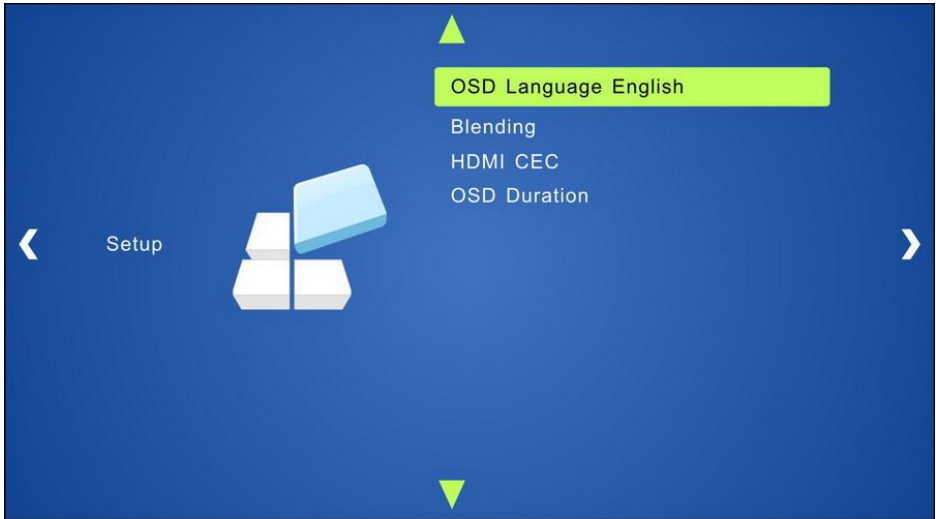 OSD Language English
Blending
HDMI CEC
OSD Duration
Setup